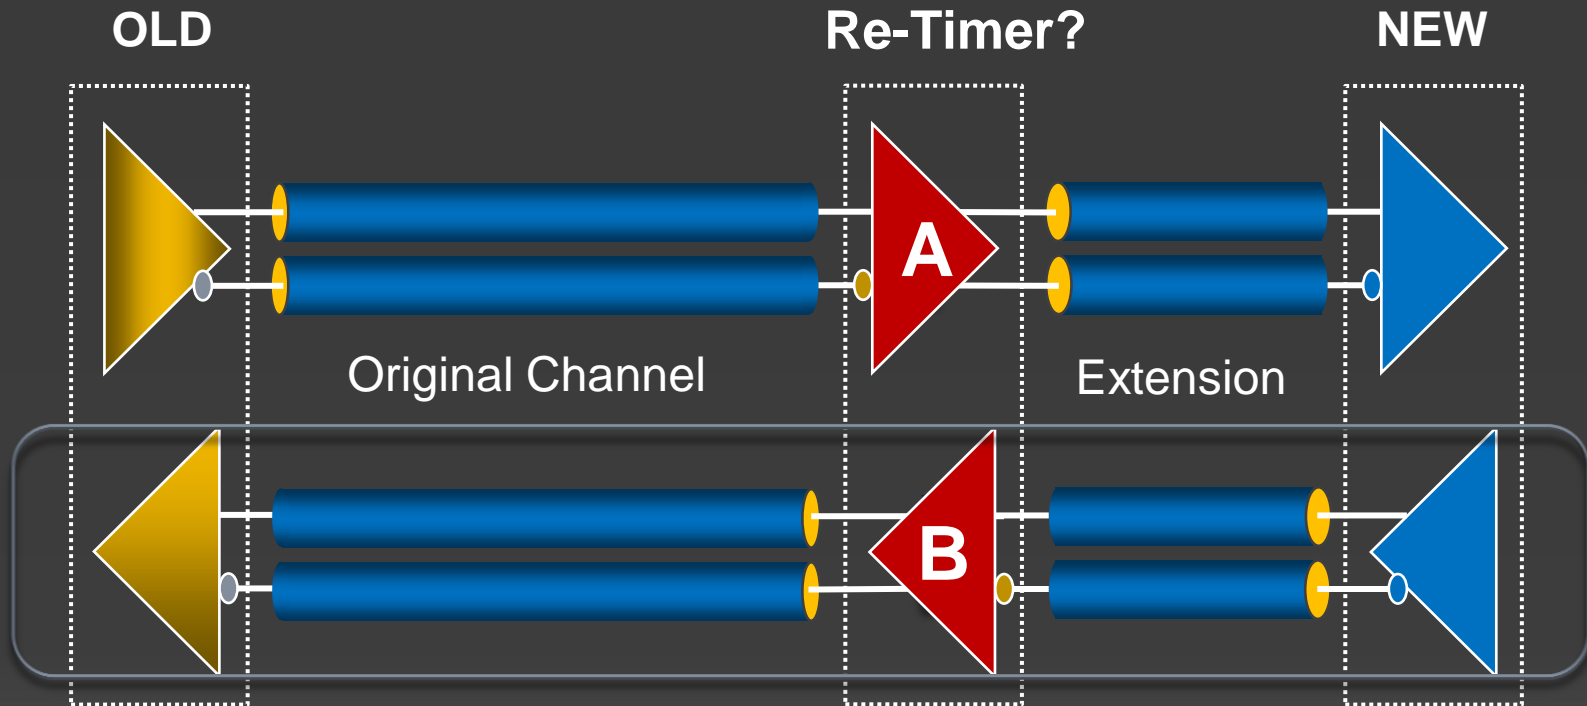 OLD
Re-Timer?
NEW
A
Original Channel
Extension
B